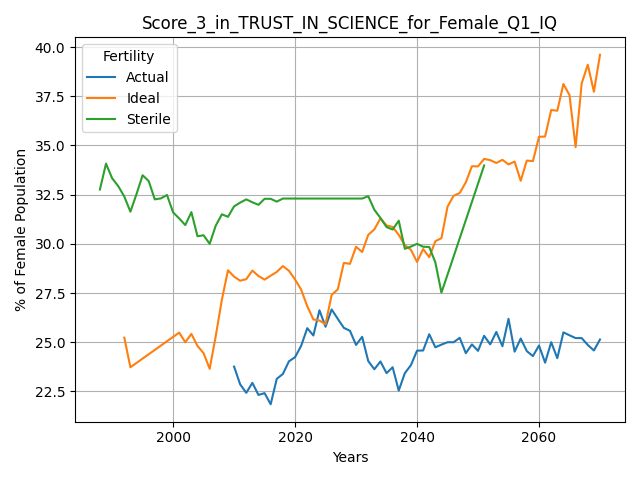 Score_3_in_TRUST_IN_SCIENCE_for_Female_Q1_IQ
Fertility
Actual
Ideal
Sterile
% of Female Population
40.0
37.5
35.0
32.5
30.0
27.5
25.0
22.5
2000
2020
2040
2060
Years